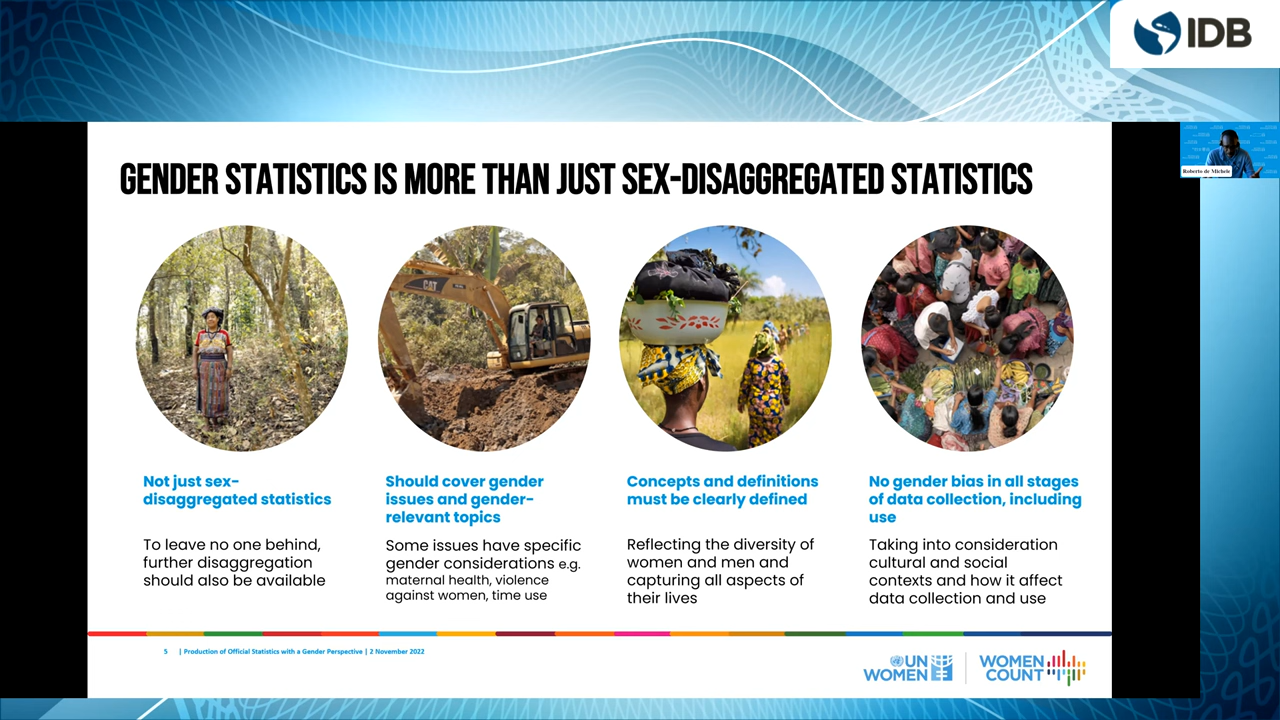 IDB
Roberto de Michele
GENDER STATISTICS IS MORE THAN JUST SEX-DISAGGREGATED STATISTICS
CAT
Not just sex-
disaggregated statistics
To leave no one behind,
further disaggregation
should also be available
Should cover gender
issues and gender-
relevant topics
Some issues have specific
gender considerations e.g.
maternal health, violence
against women, time use
Concepts and definitions
must be clearly defined
Reflecting the diversity of
women and men and
capturing all aspects of
their lives
No gender bias in all stages
of data collection, including
use
Taking into consideration
cultural and social
contexts and how it affect
data collection and use
5 | Production of Official Statistics with a Gender Perspective | 2 November 2022
UN
WOMEN
WOMEN
COUNT